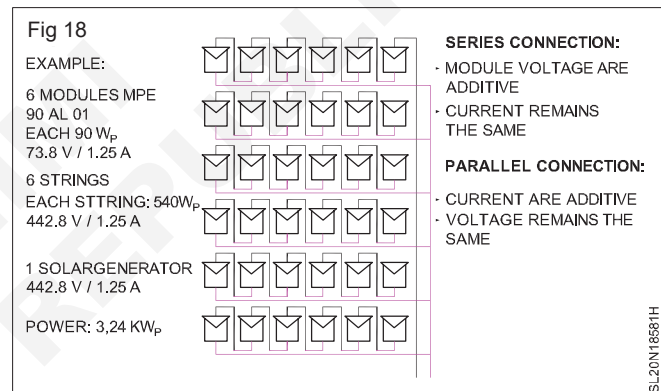 Fig 18
EXAMPLE:
6 MODULES MPE
90 AL 01
EACH 90 Wₚ
73.8 V / 1.25 A
6 STRINGS
EACH STTRING: 540Wₚ
442.8 V / 1.25 A
1 SOLARGENERATOR
442.8 V / 1.25 A
POWER: 3,24 KWₚ
SERIES CONNECTION:
- MODULE VOLTAGE ARE
ADDITIVE
- CURRENT REMAINS
THE SAME
PARALLEL CONNECTION:
- CURRENT ARE ADDITIVE
- VOLTAGE REMAINS THE
SAME
SL20N18581H